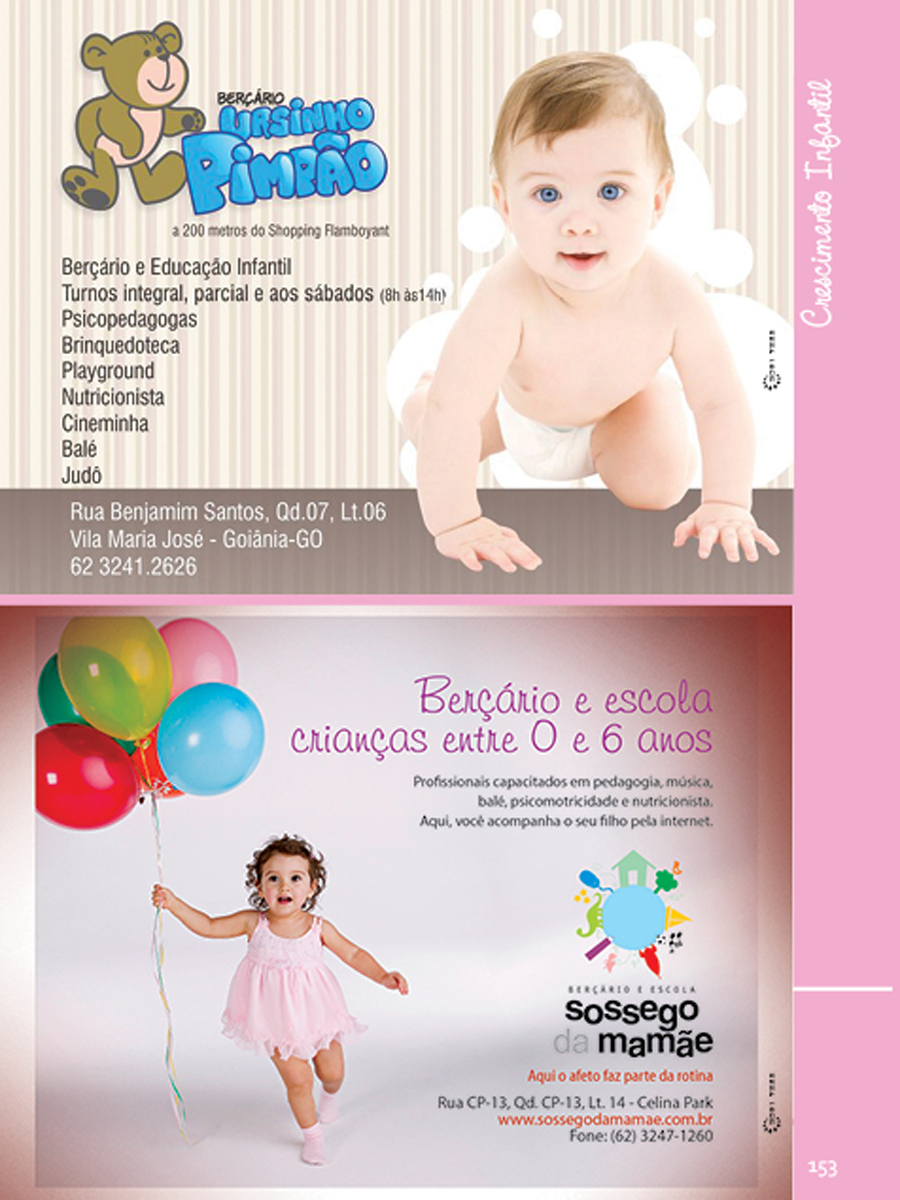 BERÇÁRIO
URSINHO
PIMPÃO
a 200 metros do Shopping Flamboyant
Berçário e Educação Infantil
Turnos integral, parcial e aos sábados (8h às14h)
Psicopedagogas
Brinquedoteca
Playground
Nutricionista
Cineminha
Balé
Judô
Rua Benjamim Santos, Qd.07, Lt.06
Vila Maria José - Goiânia-GO
62 3241.2626
Crescimento Infantil
Berçário e escola
crianças entre 0 e 6 anos
Profissionais capacitados em pedagogia, música,
balé, psicomotricidade e nutricionista.
Aqui, você acompanha o seu filho pela internet.
BERÇÁRIO E ESCOLA
sossego
da mamãe
Aqui o afeto faz parte da rotina
Rua CP-13, Qd. CP-13, Lt. 14 - Celina Park
www.sossegodamamae.com.br
Fone: (62) 3247-1260
153